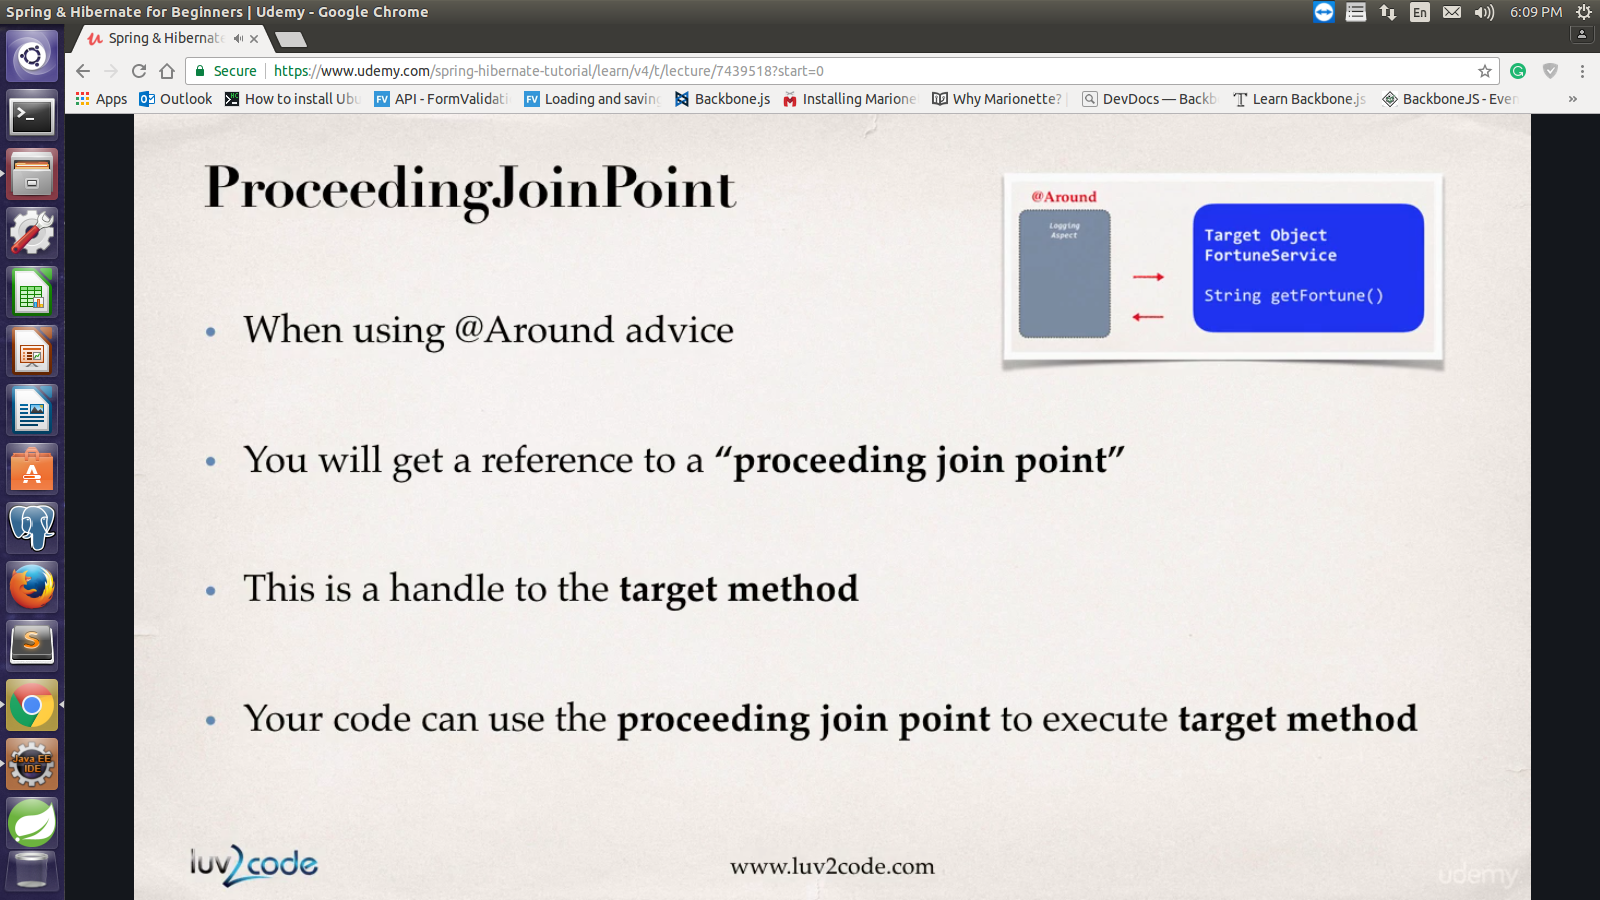 Spring & Hibernate for Beginners | Udemy - Google Chrome
En
6:09 PM
Spring & Hibernate
Secure
https://www.udemy.com/spring-hibernate-tutorial/learn/v4/t/lecture/7439518?start=0
Apps
Outlook
How to install Ubu
FV
API - FormValidati
FV
Loading and saving
Backbone.js
Installing Marione
Why Marionette?
DevDocs — Backb
Learn Backbone.js
BackboneJS - Even
»
ProceedingJoinPoint
@Around
Logging
Aspect
Target Object
FortuneService
String getFortune()
• When using @Around advice
• You will get a reference to a “proceeding join point”
• This is a handle to the target method
• Your code can use the proceeding join point to execute target method
Java EE
IDE
luv2code
www.luv2code.com
udemy